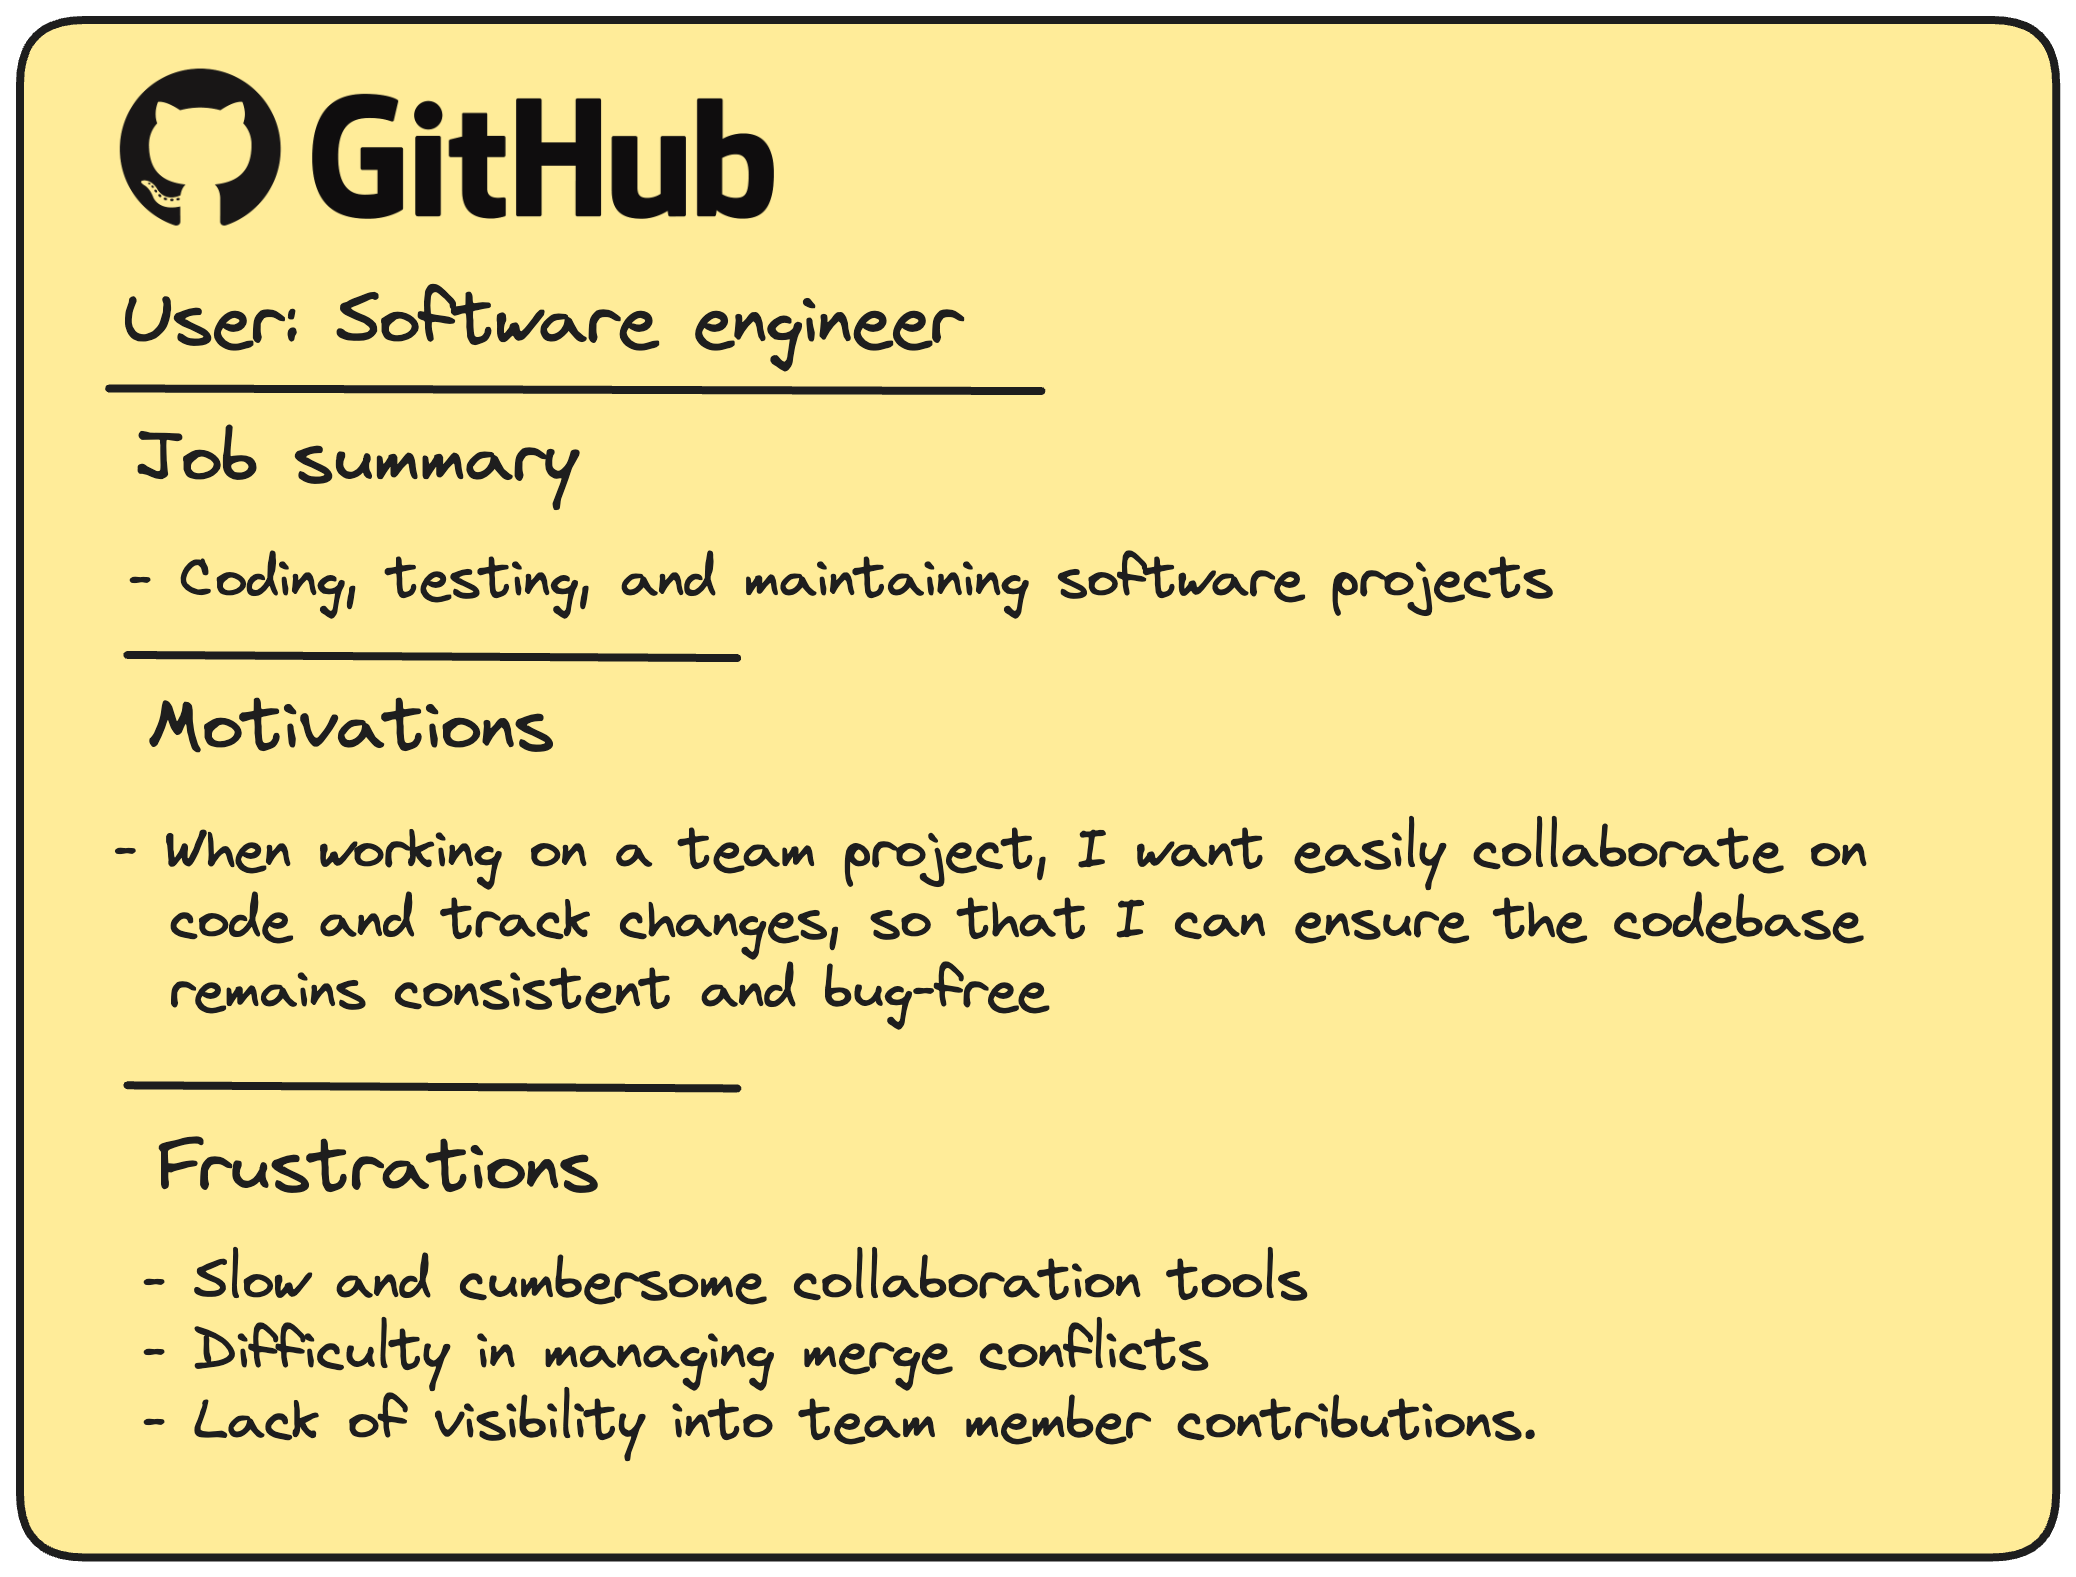 GitHub
User: Software engineer
Job summary
- Coding, testing, and maintaining software projects
Motivations
- When working on a team project, I want easily collaborate on
code and track changes, so that I can ensure the codebase
remains consistent and bug-free
Frustrations
- Slow and cumbersome collaboration tools
- Difficulty in managing merge conflicts
- Lack of visibility into team member contributions.